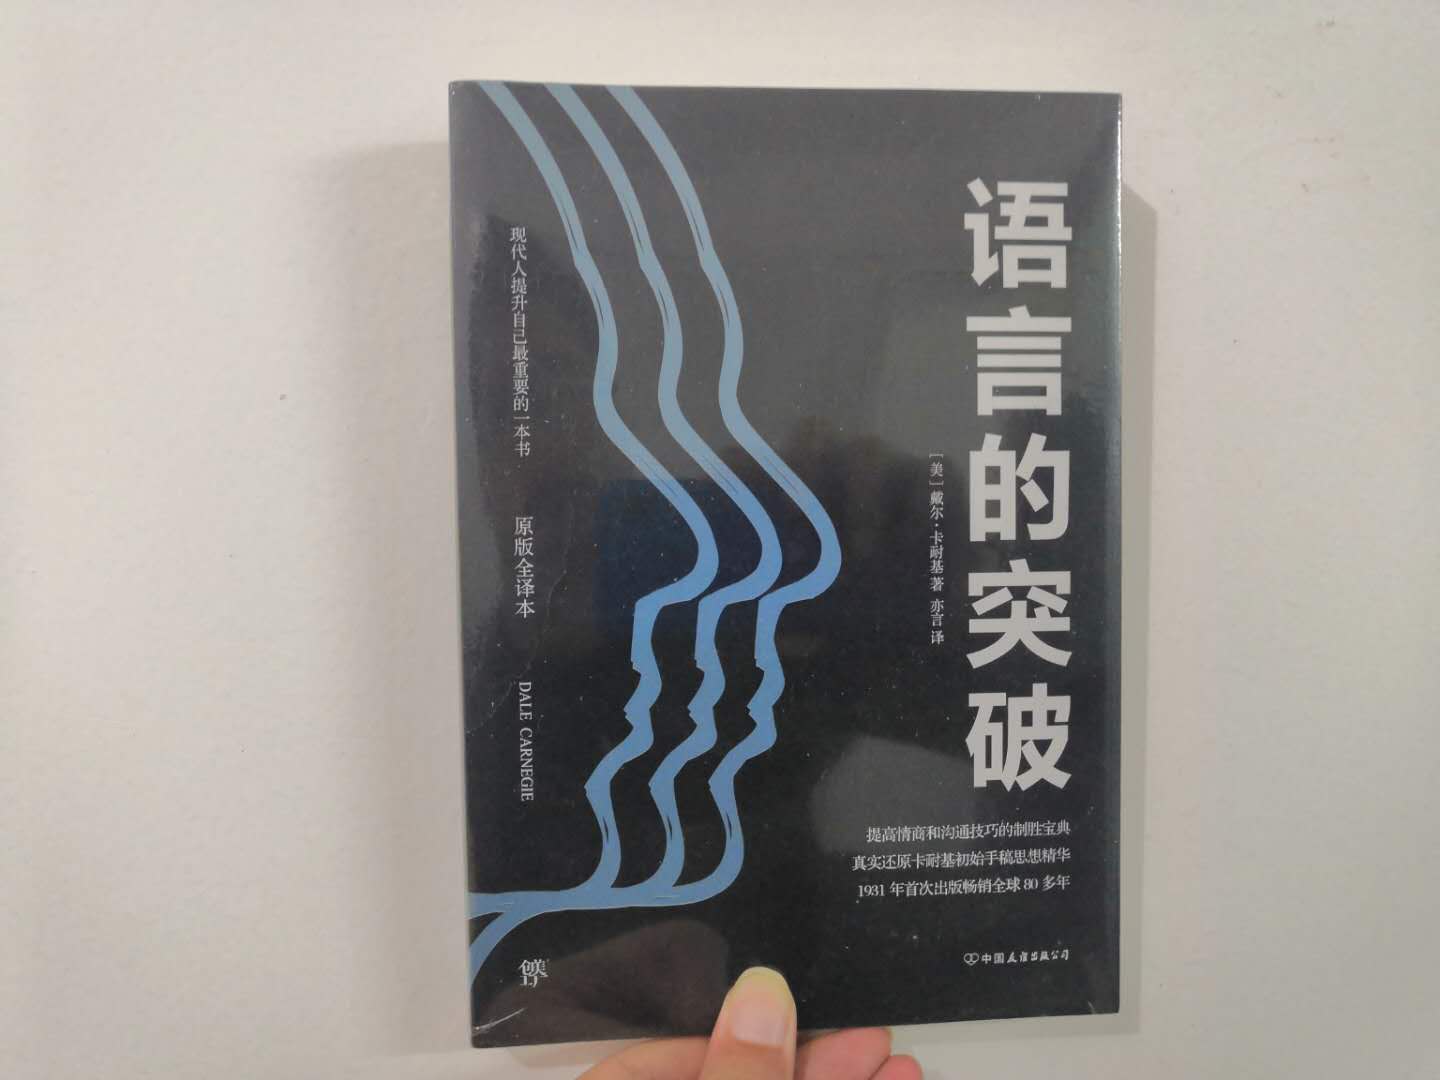 语言的突破
[美]戴尔·卡耐基 著 亦言 译
现代人提升自己最重要的一本书
原版全译本
DALE CARNEGIE
提高情商和沟通技巧的制胜宝典
真实还原卡耐基初始手稿思想精华
1931 年首次出版畅销全球 80 多年
创美工厂
中国友谊出版公司